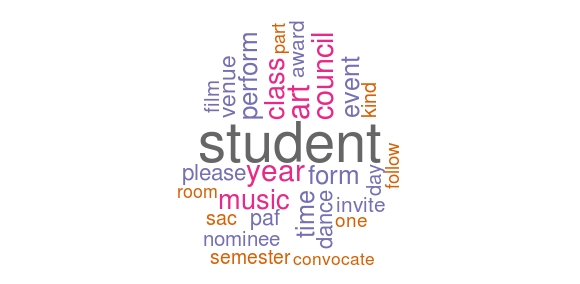 film
venue
perform
class
part
art
award
council
event
kind
student
please
year
form
day
follow
room
music
time
dance
invite
sac
paf
one
nominee
semester
convocate